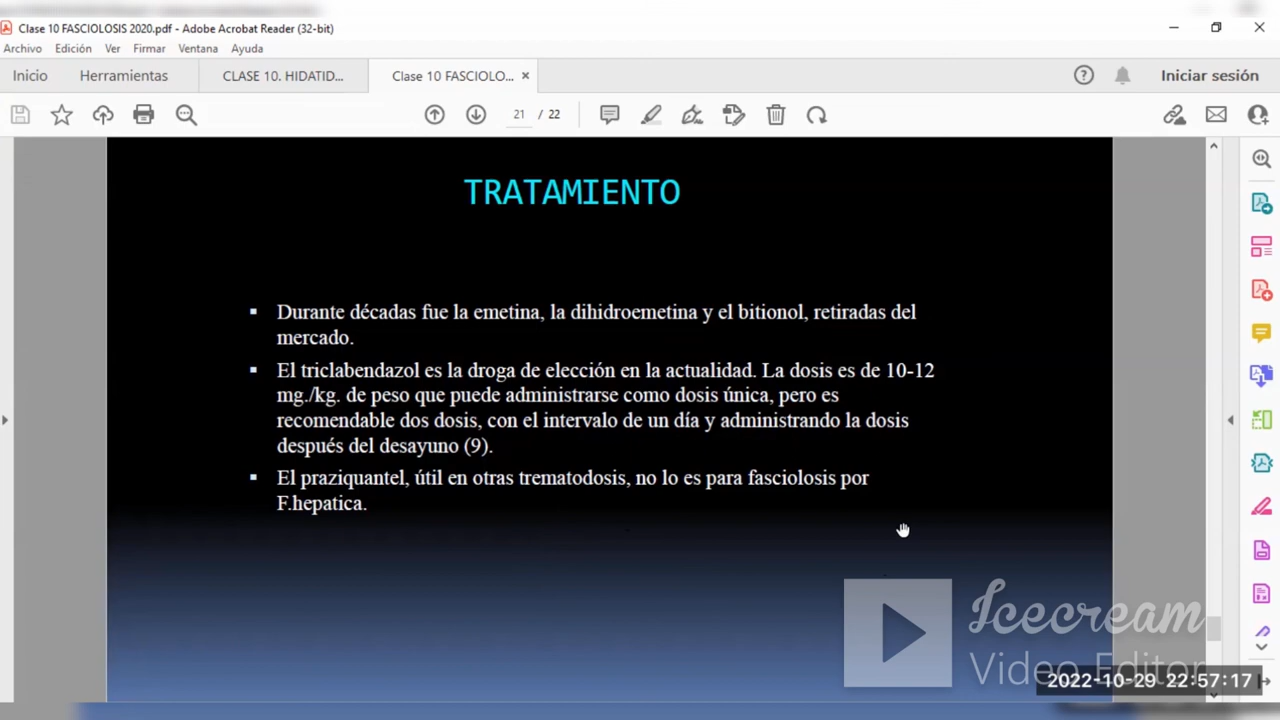 Clase 10 FASCIOLOSIS 2020.pdf - Adobe Acrobat Reader (32-bit)
Archivo Edición Ver Firmar Ventana Ayuda
Inicio Herramientas CLASE 10. HIDATID... Clase 10 FASCIOLO... × Iniciar sesión
21 / 22
TRATAMIENTO
▪ Durante décadas fue la emetina, la dihidroemetina y el bitionol, retiradas del
mercado.
▪ El triclabendazol es la droga de elección en la actualidad. La dosis es de 10-12
mg./kg. de peso que puede administrarse como dosis única, pero es
recomendable dos dosis, con el intervalo de un día y administrando la dosis
después del desayuno (9).
▪ El praziquantel, útil en otras trematodosis, no lo es para fasciolosis por
F.hepatica.
Icecream
Video Editor
2022-10-29 22:57:17